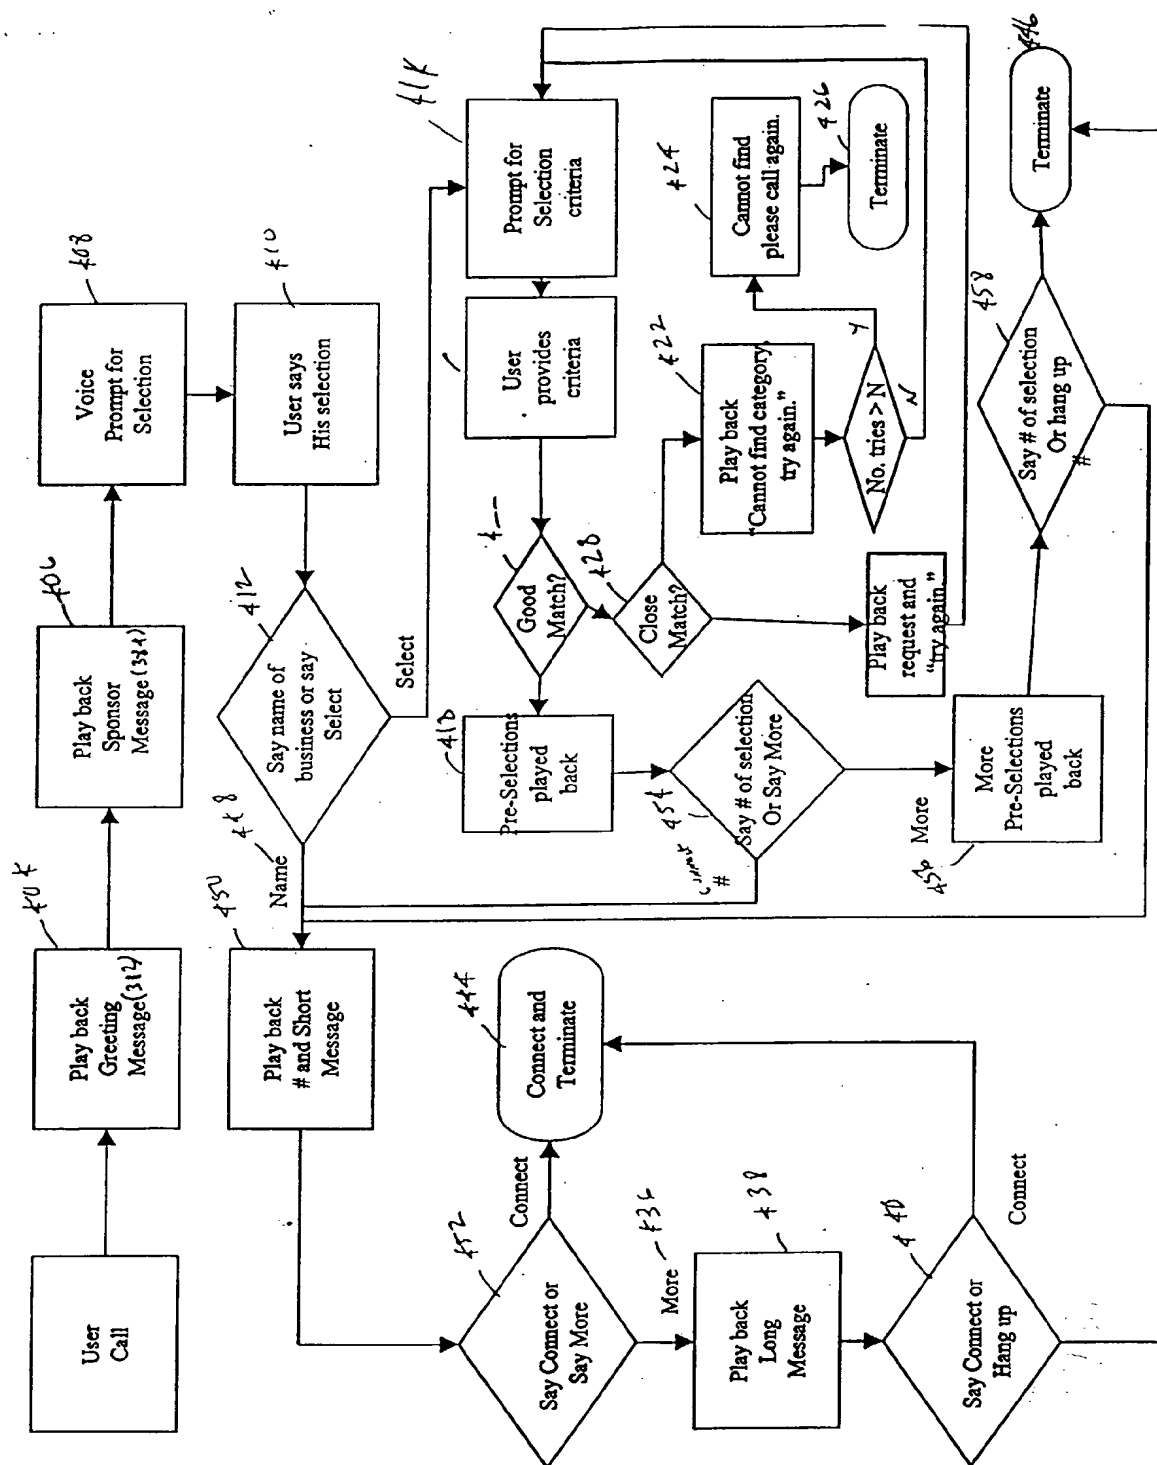 User
Call
Play back
Greeting
Message(312)
404
Play back
Sponsor
Message(384)
406
Voice
Prompt for
Selection
408
User says
His selection
410
Say name of
business or say
Select
412
Select
Name
448
Play back
# and Short
Message
450
Prompt for
Selection
criteria
User
provides
criteria
Good
Match?
Close
Match?
428
Play back
"Cannot find category,
try again."
422
No. tries > N
Y
N
Cannot find
please call again.
424
Terminate
426
Play back
request and
"try again."
Pre-Selections
played
back
418
Say # of selection
Or Say More
454
#
More
More
Pre-Selections
played
back
456
Say # of selection
Or hang up
#
458
Terminate
446
Say Connect or
Say More
452
Connect
Connect and
Terminate
444
More
436
Play back
Long
Message
438
Say Connect or
Hang up
440
Connect